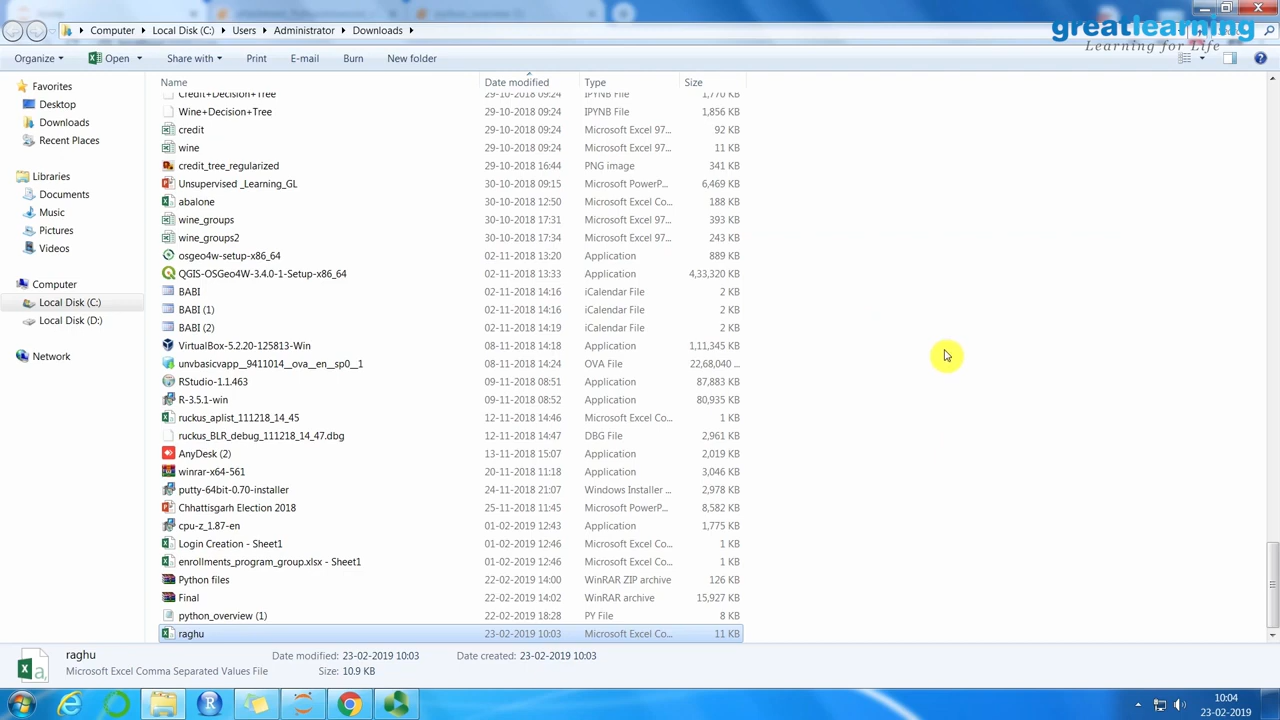 greatlearning
Learning for Life
Computer Local Disk (C:) Users Administrator Downloads
Organize Open Share with Print E-mail Burn New folder
Name Date modified Type Size
Favorites
Desktop
Downloads
Recent Places
Libraries
Documents
Music
Pictures
Videos
Computer
Local Disk (C:)
Local Disk (D:)
Network
Credit+Decision+Tree 29-10-2018 09:24 IPYNB File 1,770 KB
Wine+Decision+Tree 29-10-2018 09:24 IPYNB File 1,856 KB
credit 29-10-2018 09:24 Microsoft Excel 97... 92 KB
wine 29-10-2018 09:24 Microsoft Excel 97... 11 KB
credit_tree_regularized 29-10-2018 16:44 PNG image 341 KB
Unsupervised _Learning_GL 30-10-2018 09:15 Microsoft PowerP... 6,469 KB
abalone 30-10-2018 12:50 Microsoft Excel Co... 188 KB
wine_groups 30-10-2018 17:31 Microsoft Excel 97... 393 KB
wine_groups2 30-10-2018 17:34 Microsoft Excel 97... 243 KB
osgeo4w-setup-x86_64 02-11-2018 13:20 Application 889 KB
QGIS-OSGeo4W-3.4.0-1-Setup-x86_64 02-11-2018 13:33 Application 4,33,320 KB
BABI 02-11-2018 14:16 iCalendar File 2 KB
BABI (1) 02-11-2018 14:16 iCalendar File 2 KB
BABI (2) 02-11-2018 14:19 iCalendar File 2 KB
VirtualBox-5.2.20-125813-Win 08-11-2018 14:18 Application 1,11,345 KB
unvbasicvapp__9411014__ova__en__sp0__1 08-11-2018 14:18 OVA File 22,68,040 ...
RStudio-1.1.463 09-11-2018 08:51 Application 87,883 KB
R-3.5.1-win 09-11-2018 08:52 Application 80,935 KB
ruckus_aplist_111218_14_45 12-11-2018 14:46 Microsoft Excel Co... 1 KB
ruckus_BLR_debug_111218_14_47.dbg 12-11-2018 14:47 DBG File 2,961 KB
AnyDesk (2) 13-11-2018 15:07 Application 2,019 KB
winrar-x64-561 20-11-2018 11:18 Application 3,046 KB
putty-64bit-0.70-installer 24-11-2018 21:07 Windows Installer ... 2,978 KB
Chhattisgarh Election 2018 25-11-2018 11:45 Microsoft PowerP... 8,582 KB
cpu-z_1.87-en 01-02-2019 12:43 Application 1,775 KB
Login Creation - Sheet1 01-02-2019 12:46 Microsoft Excel Co... 1 KB
enrollments_program_group.xlsx - Sheet1 01-02-2019 12:46 Microsoft Excel Co... 1 KB
Python files 22-02-2019 14:00 WinRAR ZIP archive 126 KB
Final 22-02-2019 14:02 WinRAR archive 15,927 KB
python_overview (1) 22-02-2019 18:28 PY File 8 KB
raghu 23-02-2019 10:03 Microsoft Excel Co... 11 KB
raghu Date modified: 23-02-2019 10:03 Date created: 23-02-2019 10:03
Microsoft Excel Comma Separated Values File Size: 10.9 KB
10:04
23-02-2019